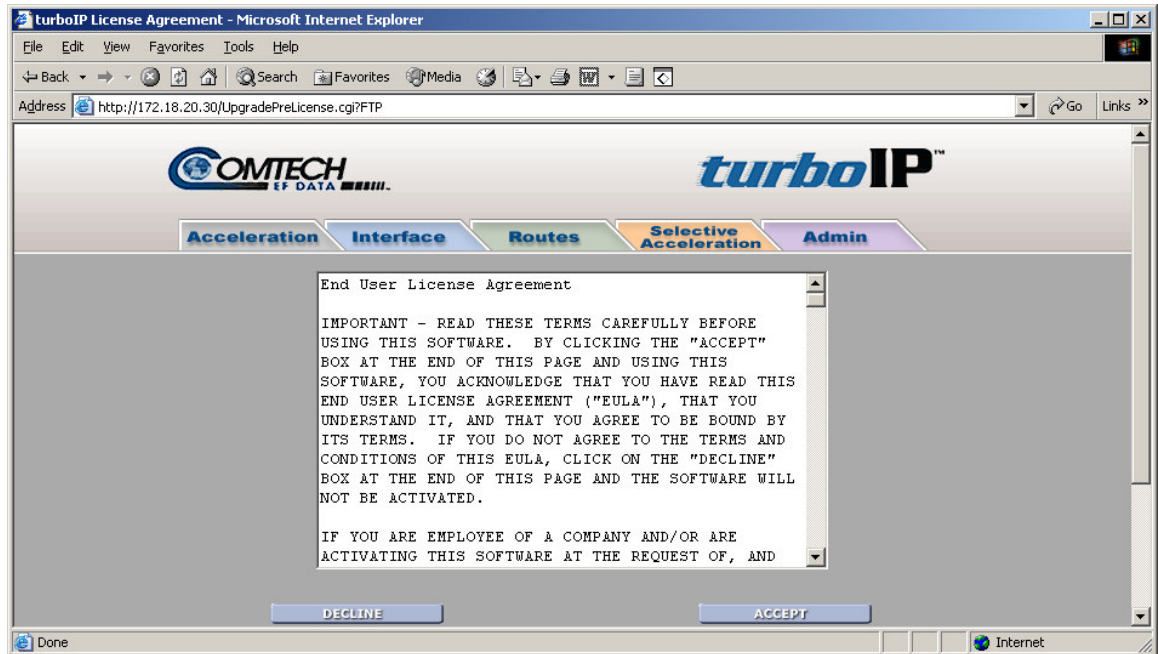 turboIP License Agreement - Microsoft Internet Explorer
File Edit View Favorites Tools Help
Back Search Favorites Media
Address http://172.18.20.30/UpgradePreLicense.cgi?FTP Go Links »
COMTECH
EF DATA
turboIP™
Acceleration Interface Routes Selective Acceleration Admin
End User License Agreement
IMPORTANT - READ THESE TERMS CAREFULLY BEFORE
USING THIS SOFTWARE. BY CLICKING THE "ACCEPT"
BOX AT THE END OF THIS PAGE AND USING THIS
SOFTWARE, YOU ACKNOWLEDGE THAT YOU HAVE READ THIS
END USER LICENSE AGREEMENT ("EULA"), THAT YOU
UNDERSTAND IT, AND THAT YOU AGREE TO BE BOUND BY
ITS TERMS. IF YOU DO NOT AGREE TO THE TERMS AND
CONDITIONS OF THIS EULA, CLICK ON THE "DECLINE"
BOX AT THE END OF THIS PAGE AND THE SOFTWARE WILL
NOT BE ACTIVATED.
IF YOU ARE EMPLOYEE OF A COMPANY AND/OR ARE
ACTIVATING THIS SOFTWARE AT THE REQUEST OF, AND
DECLINE ACCEPT
Done Internet